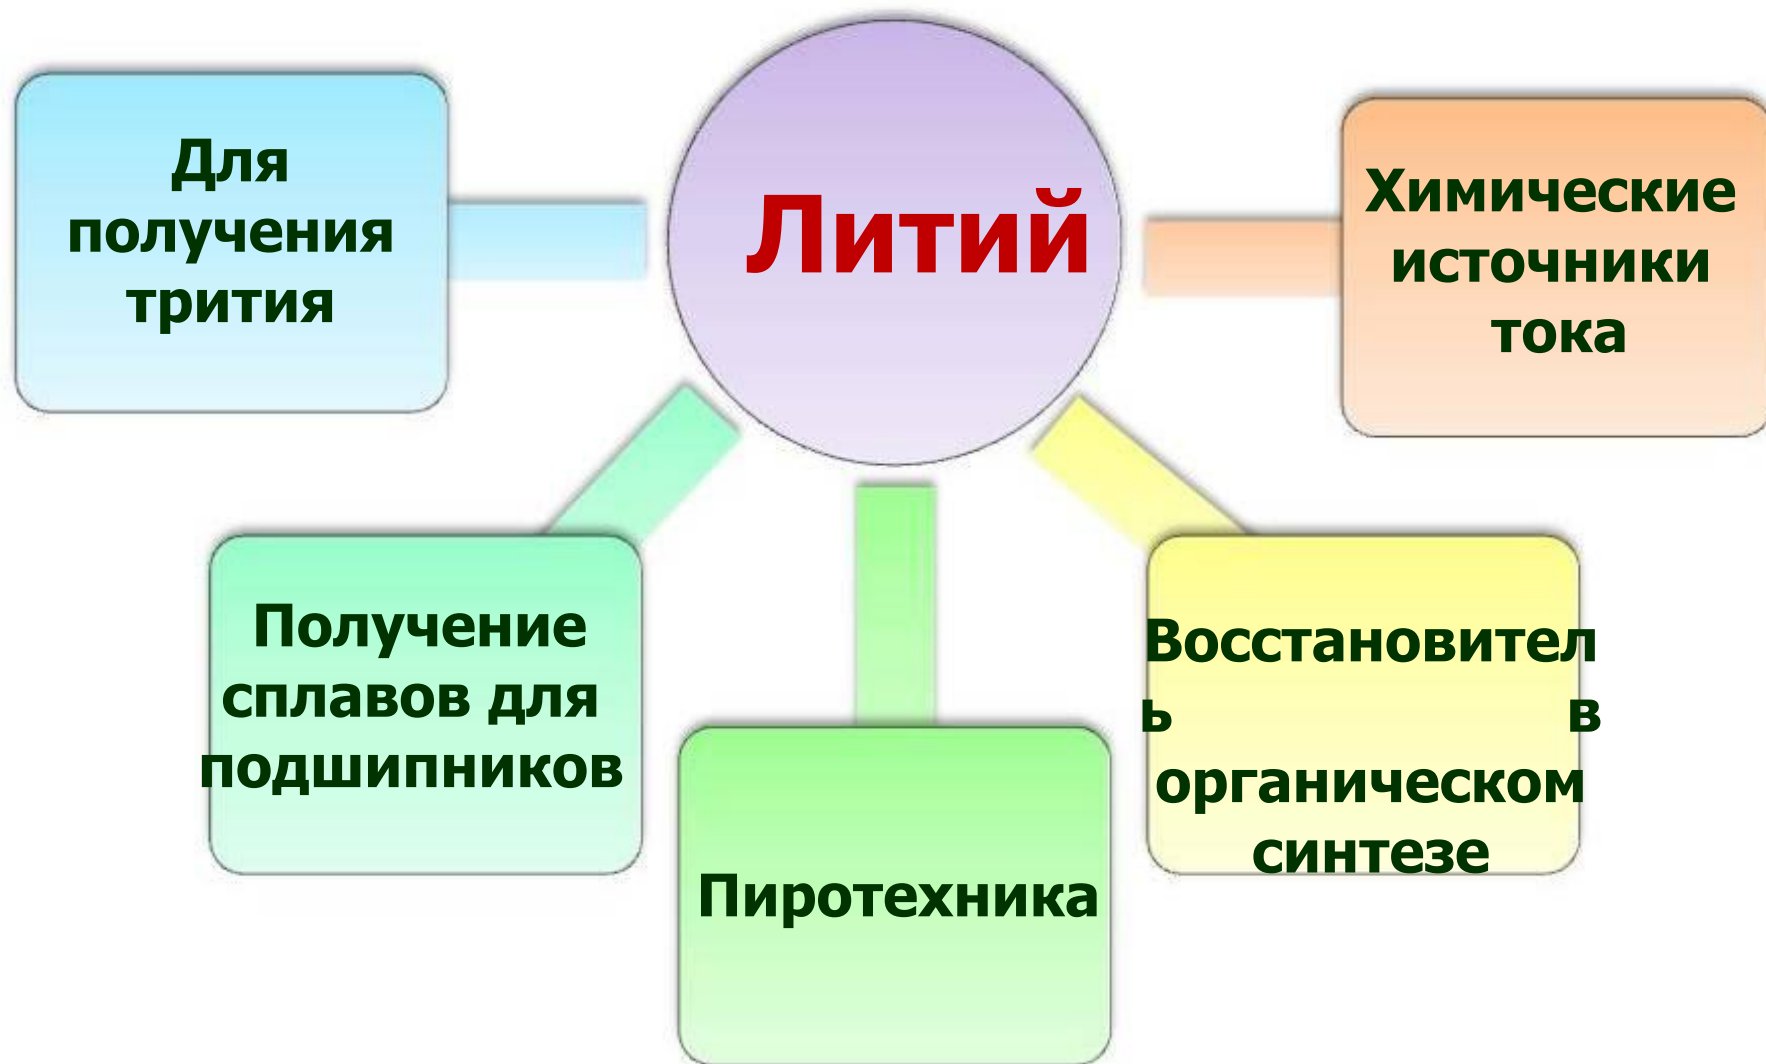 Литий
Для
получения
трития
Химические
источники
тока
Получение
сплавов для
подшипников
Восстановител
ь в
органическом
синтезе
Пиротехника